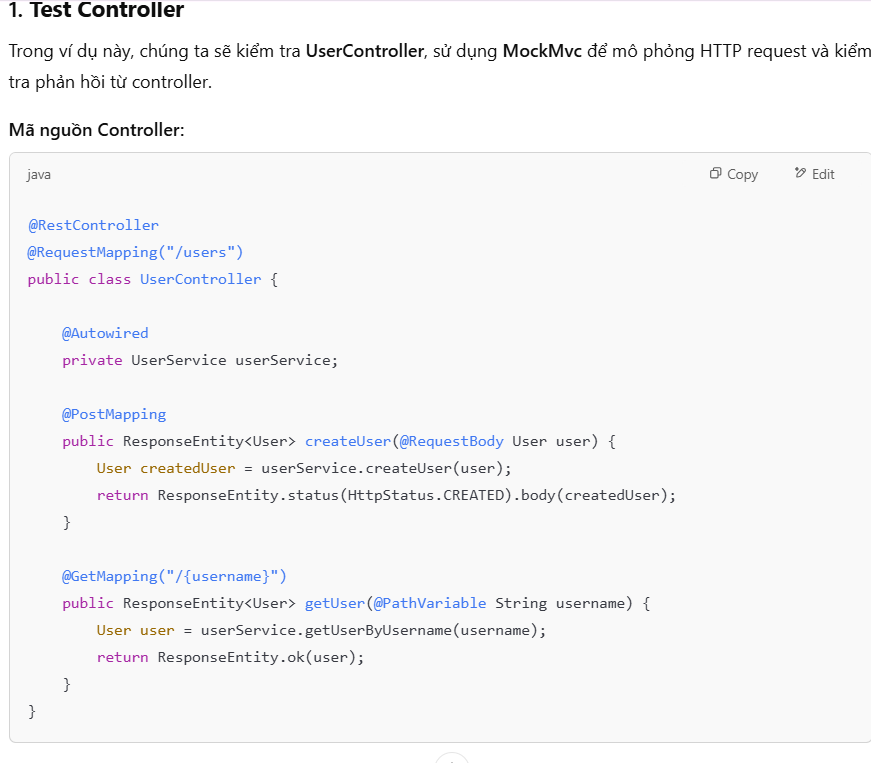 1. Test Controller
Trong ví dụ này, chúng ta sẽ kiểm tra UserController, sử dụng MockMvc để mô phỏng HTTP request và kiểm
tra phản hồi từ controller.
Mã nguồn Controller:
java
Copy
Edit
@RestController
@RequestMapping("/users")
public class UserController {
@Autowired
private UserService userService;
@PostMapping
public ResponseEntity<User> createUser(@RequestBody User user) {
User createdUser = userService.createUser(user);
return ResponseEntity.status(HttpStatus.CREATED).body(createdUser);
}
@GetMapping("/{username}")
public ResponseEntity<User> getUser(@PathVariable String username) {
User user = userService.getUserByUsername(username);
return ResponseEntity.ok(user);
}
}